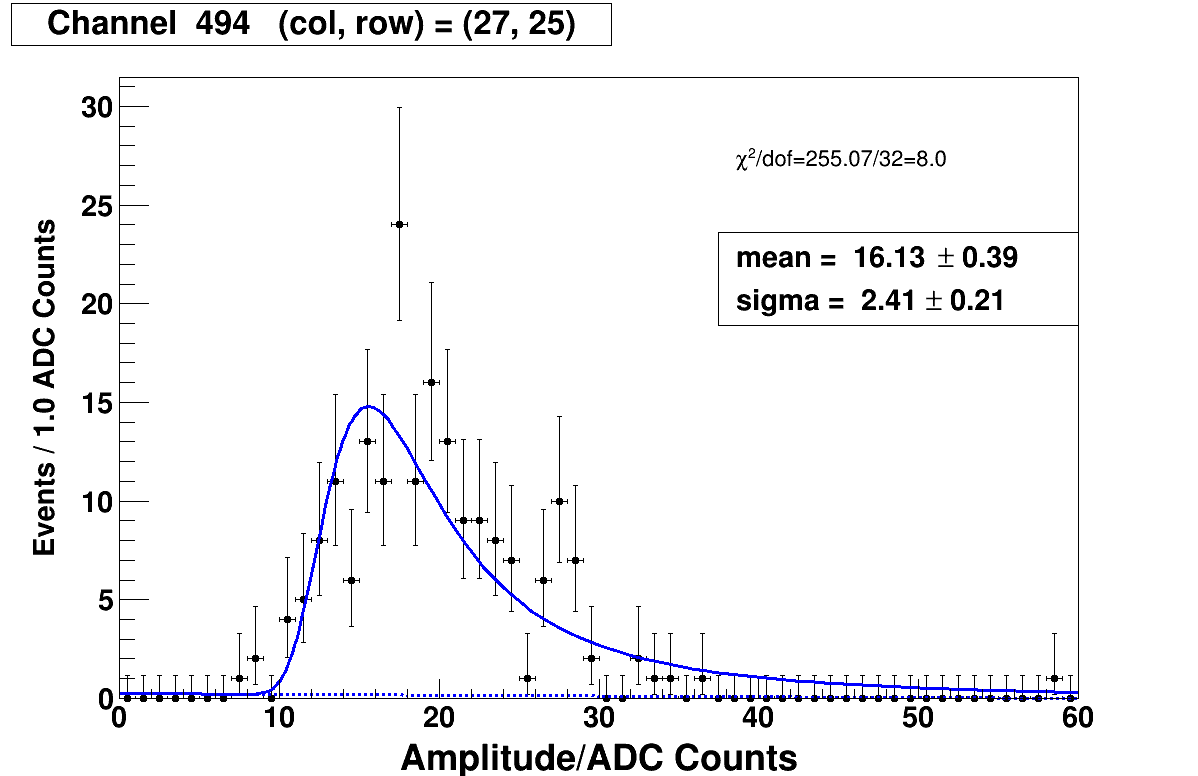 Channel 494 (col, row) = (27, 25)
30
25
20
15
10
5
0
Events / 1.0 ADC Counts
χ²/dof=255.07/32=8.0
mean = 16.13 ± 0.39
sigma = 2.41 ± 0.21
0 10 20 30 40 50 60
Amplitude/ADC Counts